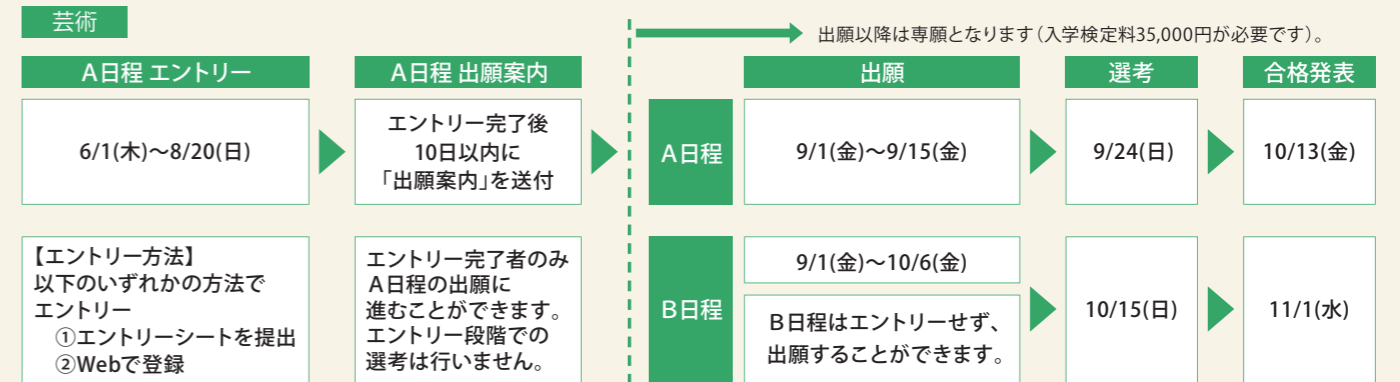 芸術
出願以降は専願となります(入学検定料35,000円が必要です)。
A日程 エントリー
A日程 出願案内
出願
選考
合格発表
6/1(木)～8/20(日)
エントリー完了後
10日以内に
「出願案内」を送付
A日程
9/1(金)～9/15(金)
9/24(日)
10/13(金)
【エントリー方法】
以下のいずれかの方法で
エントリー
①エントリーシートを提出
②Webで登録
エントリー完了者のみ
A日程の出願に
進むことができます。
エントリー段階での
選考は行いません。
B日程
9/1(金)～10/6(金)
B日程はエントリーせず、
出願することができます。
10/15(日)
11/1(水)